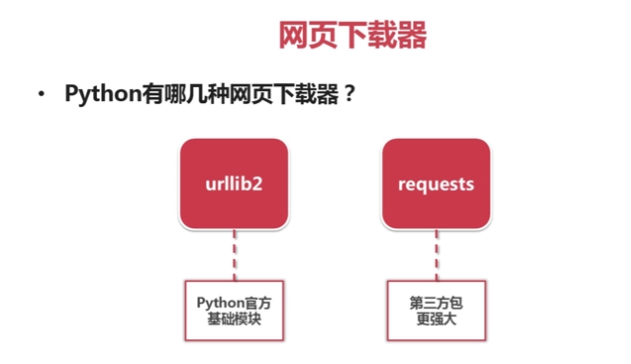 网页下载器
• Python有哪几种网页下载器？
urllib2
requests
Python官方
基础模块
第三方包
更强大